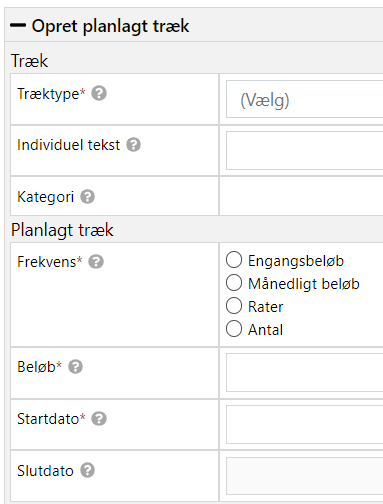 Opret planlagt træk
Træk
Træktype*
(Vælg)
Individuel tekst
Kategori
Planlagt træk
Frekvens*
Engangsbeløb
Månedligt beløb
Rater
Antal
Beløb*
Startdato*
Slutdato